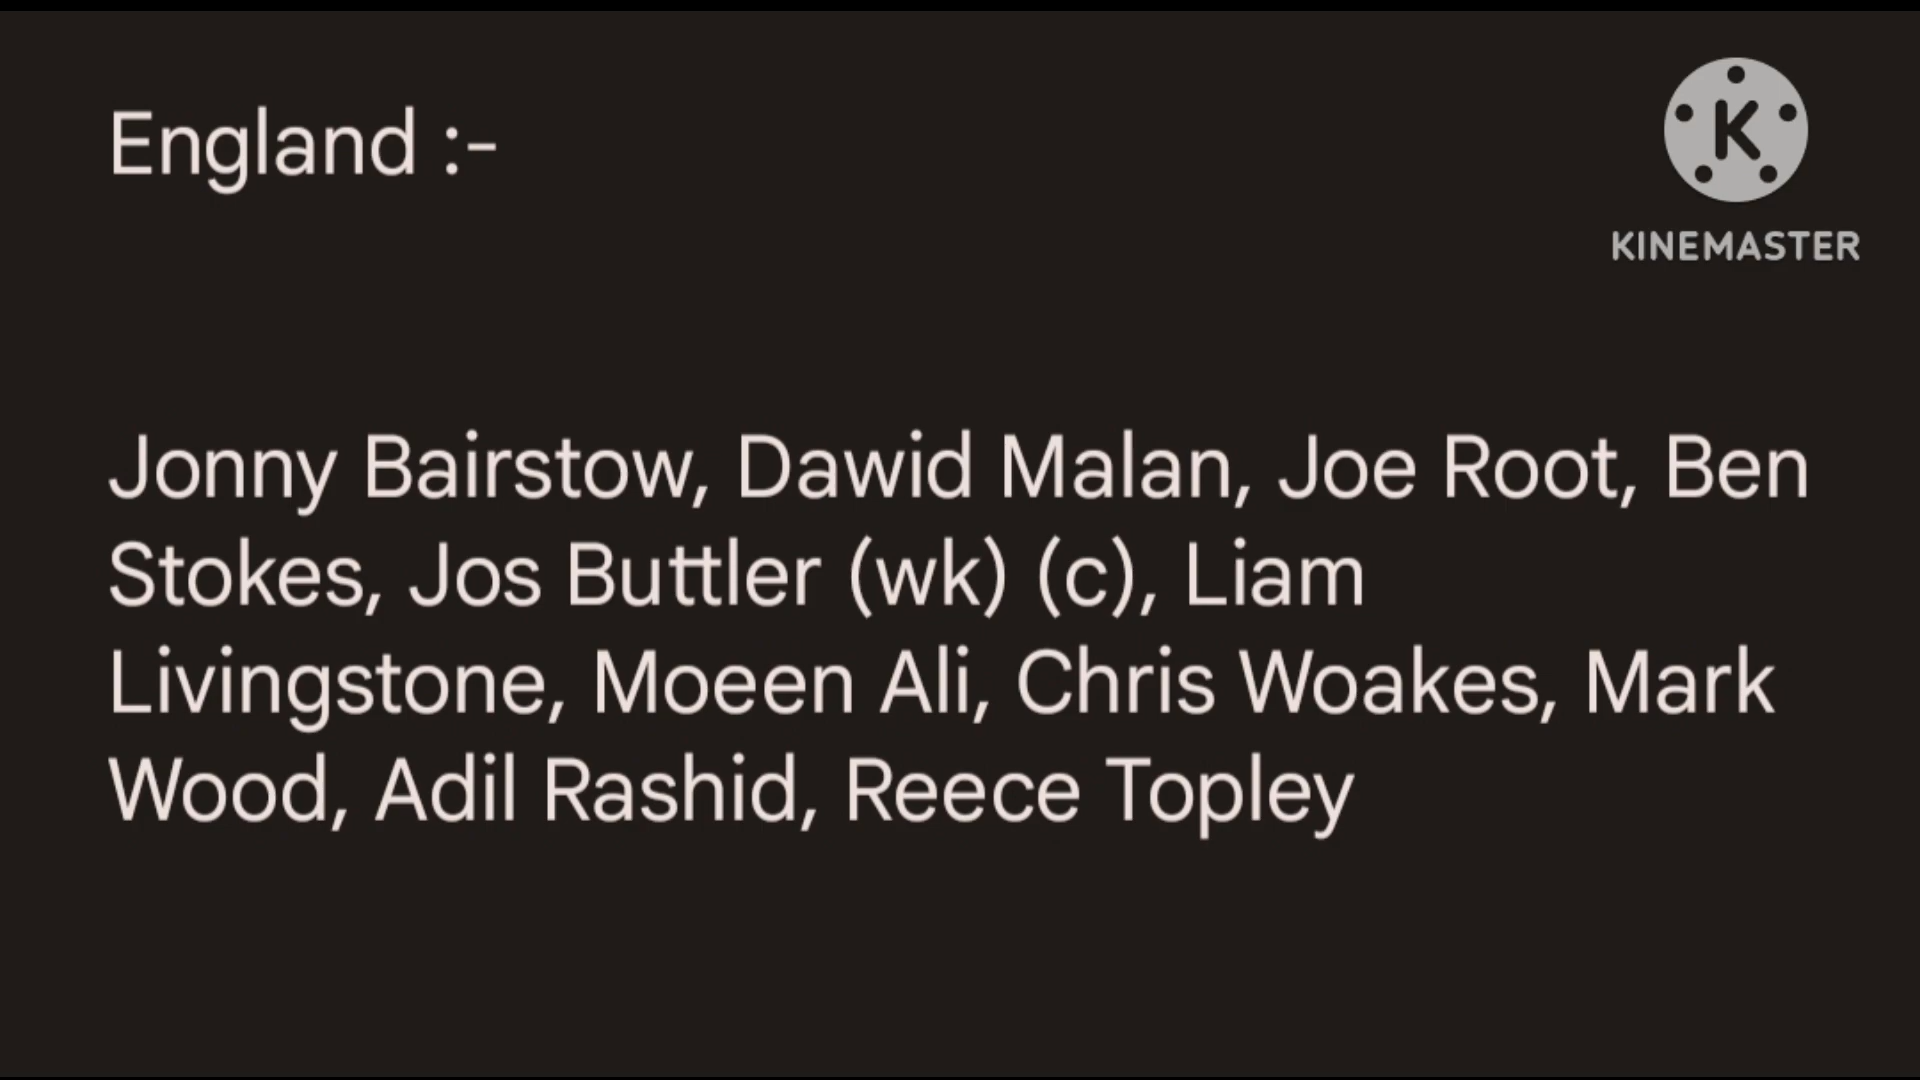 England :-
KINEMASTER
Jonny Bairstow, Dawid Malan, Joe Root, Ben
Stokes, Jos Buttler (wk) (c), Liam
Livingstone, Moeen Ali, Chris Woakes, Mark
Wood, Adil Rashid, Reece Topley